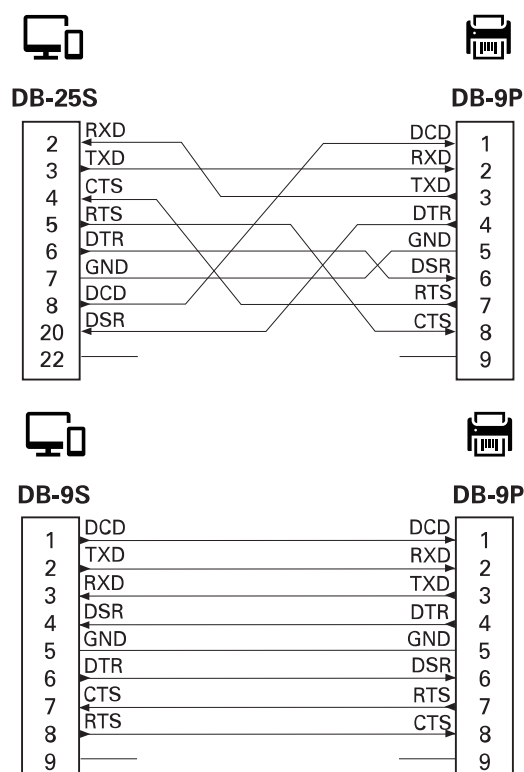 DB-25S DB-9P
2 RXD DCD 1
3 TXD RXD 2
4 CTS TXD 3
5 RTS DTR 4
6 DTR GND 5
7 GND DSR 6
8 DCD RTS 7
20 DSR CTS 8
22 9
DB-9S DB-9P
1 DCD DCD 1
2 TXD RXD 2
3 RXD TXD 3
4 DSR DTR 4
5 GND GND 5
6 DTR DSR 6
7 CTS RTS 7
8 RTS CTS 8
9 9